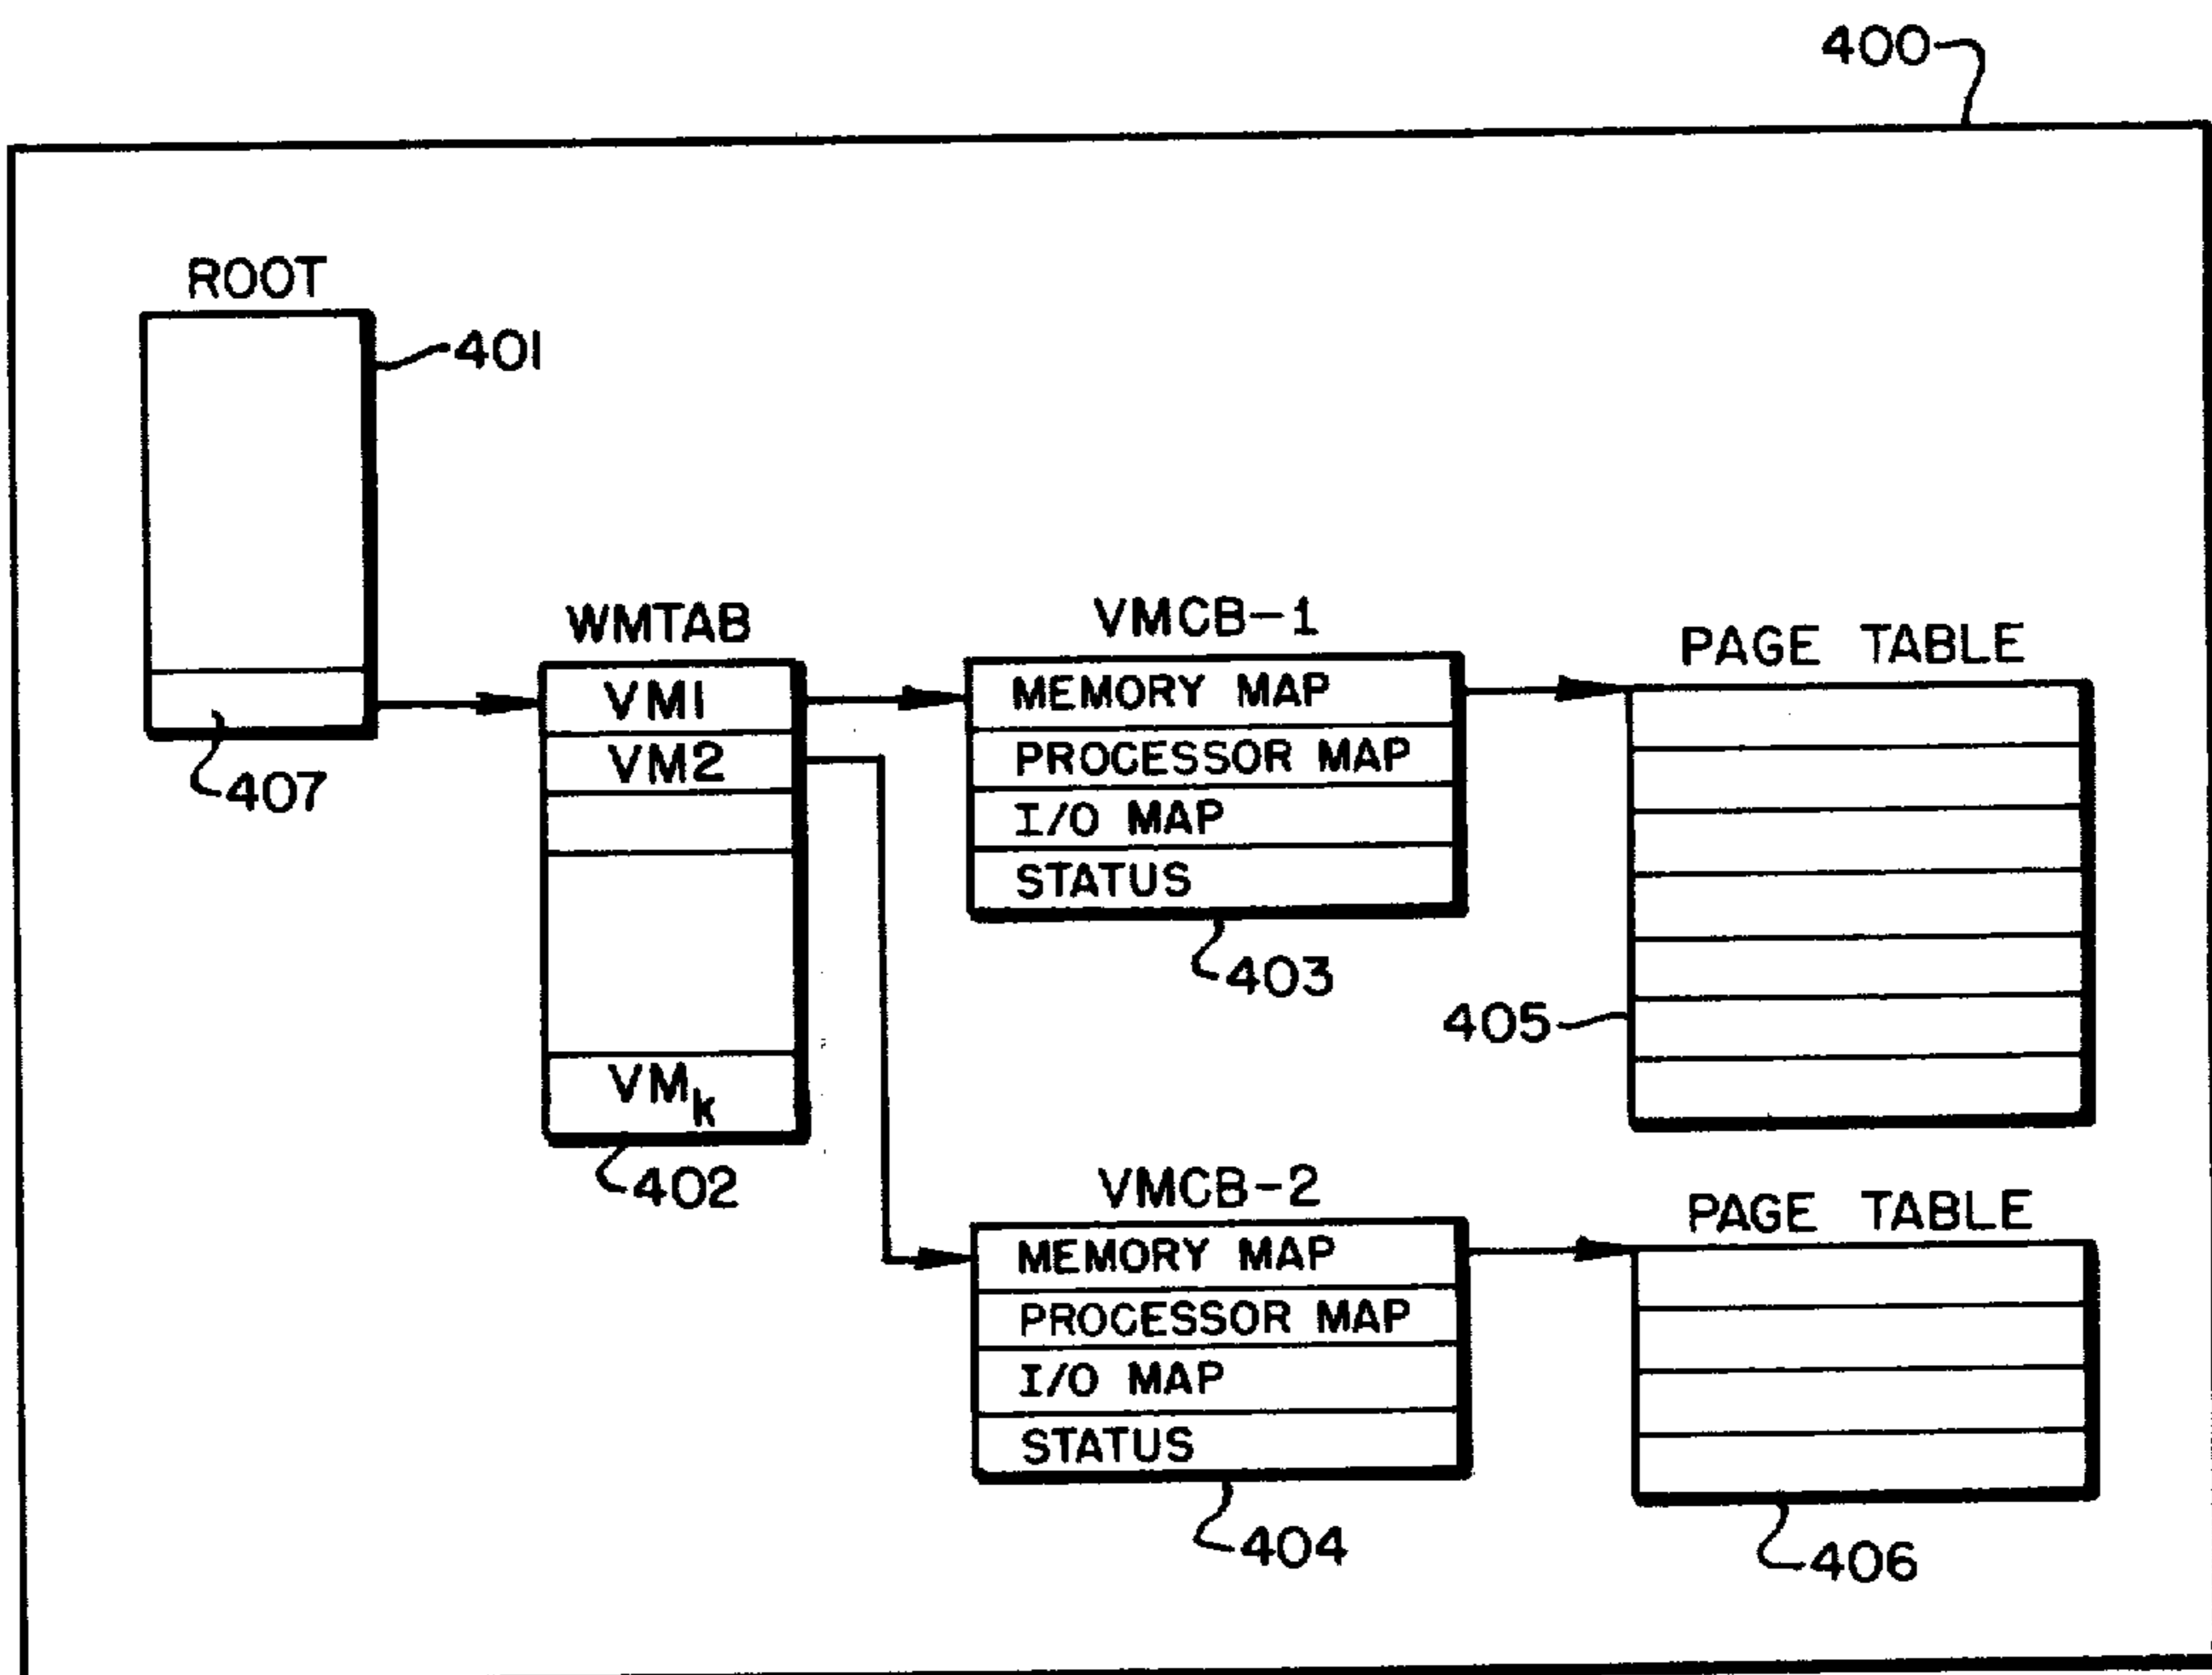 400
ROOT
401
407
WMTAB
VM1
VM2
VMk
402
VMCB-1
MEMORY MAP
PROCESSOR MAP
I/O MAP
STATUS
403
PAGE TABLE
405
VMCB-2
MEMORY MAP
PROCESSOR MAP
I/O MAP
STATUS
404
PAGE TABLE
406